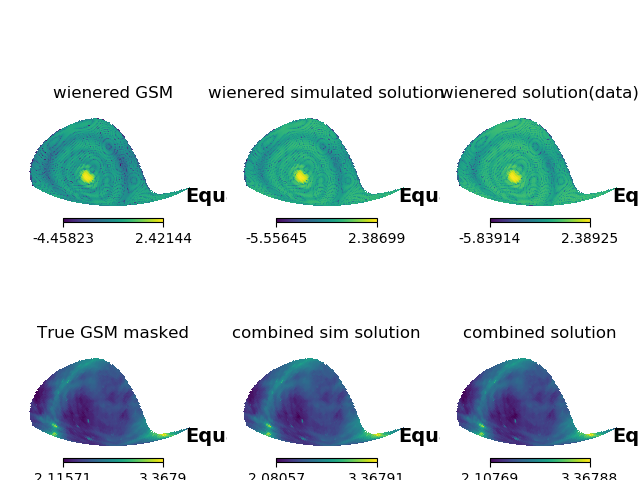 wienered GSM
wienered simulated solution
wienered solution(data)
Equ
Equ
Eq
-4.45823 2.42144
-5.55645 2.38699
-5.83914 2.38925
True GSM masked
combined sim solution
combined solution
Equ
Equ
Eq
2.11571 3.3679
2.08057 3.36791
2.10769 3.36788